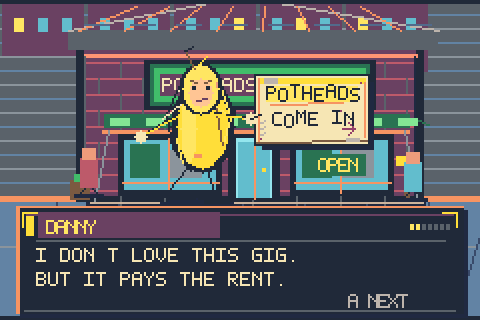 POTHEADS
POTHEADS
COME IN
OPEN
DANNY
I DON T LOVE THIS GIG.
BUT IT PAYS THE RENT.
A NEXT